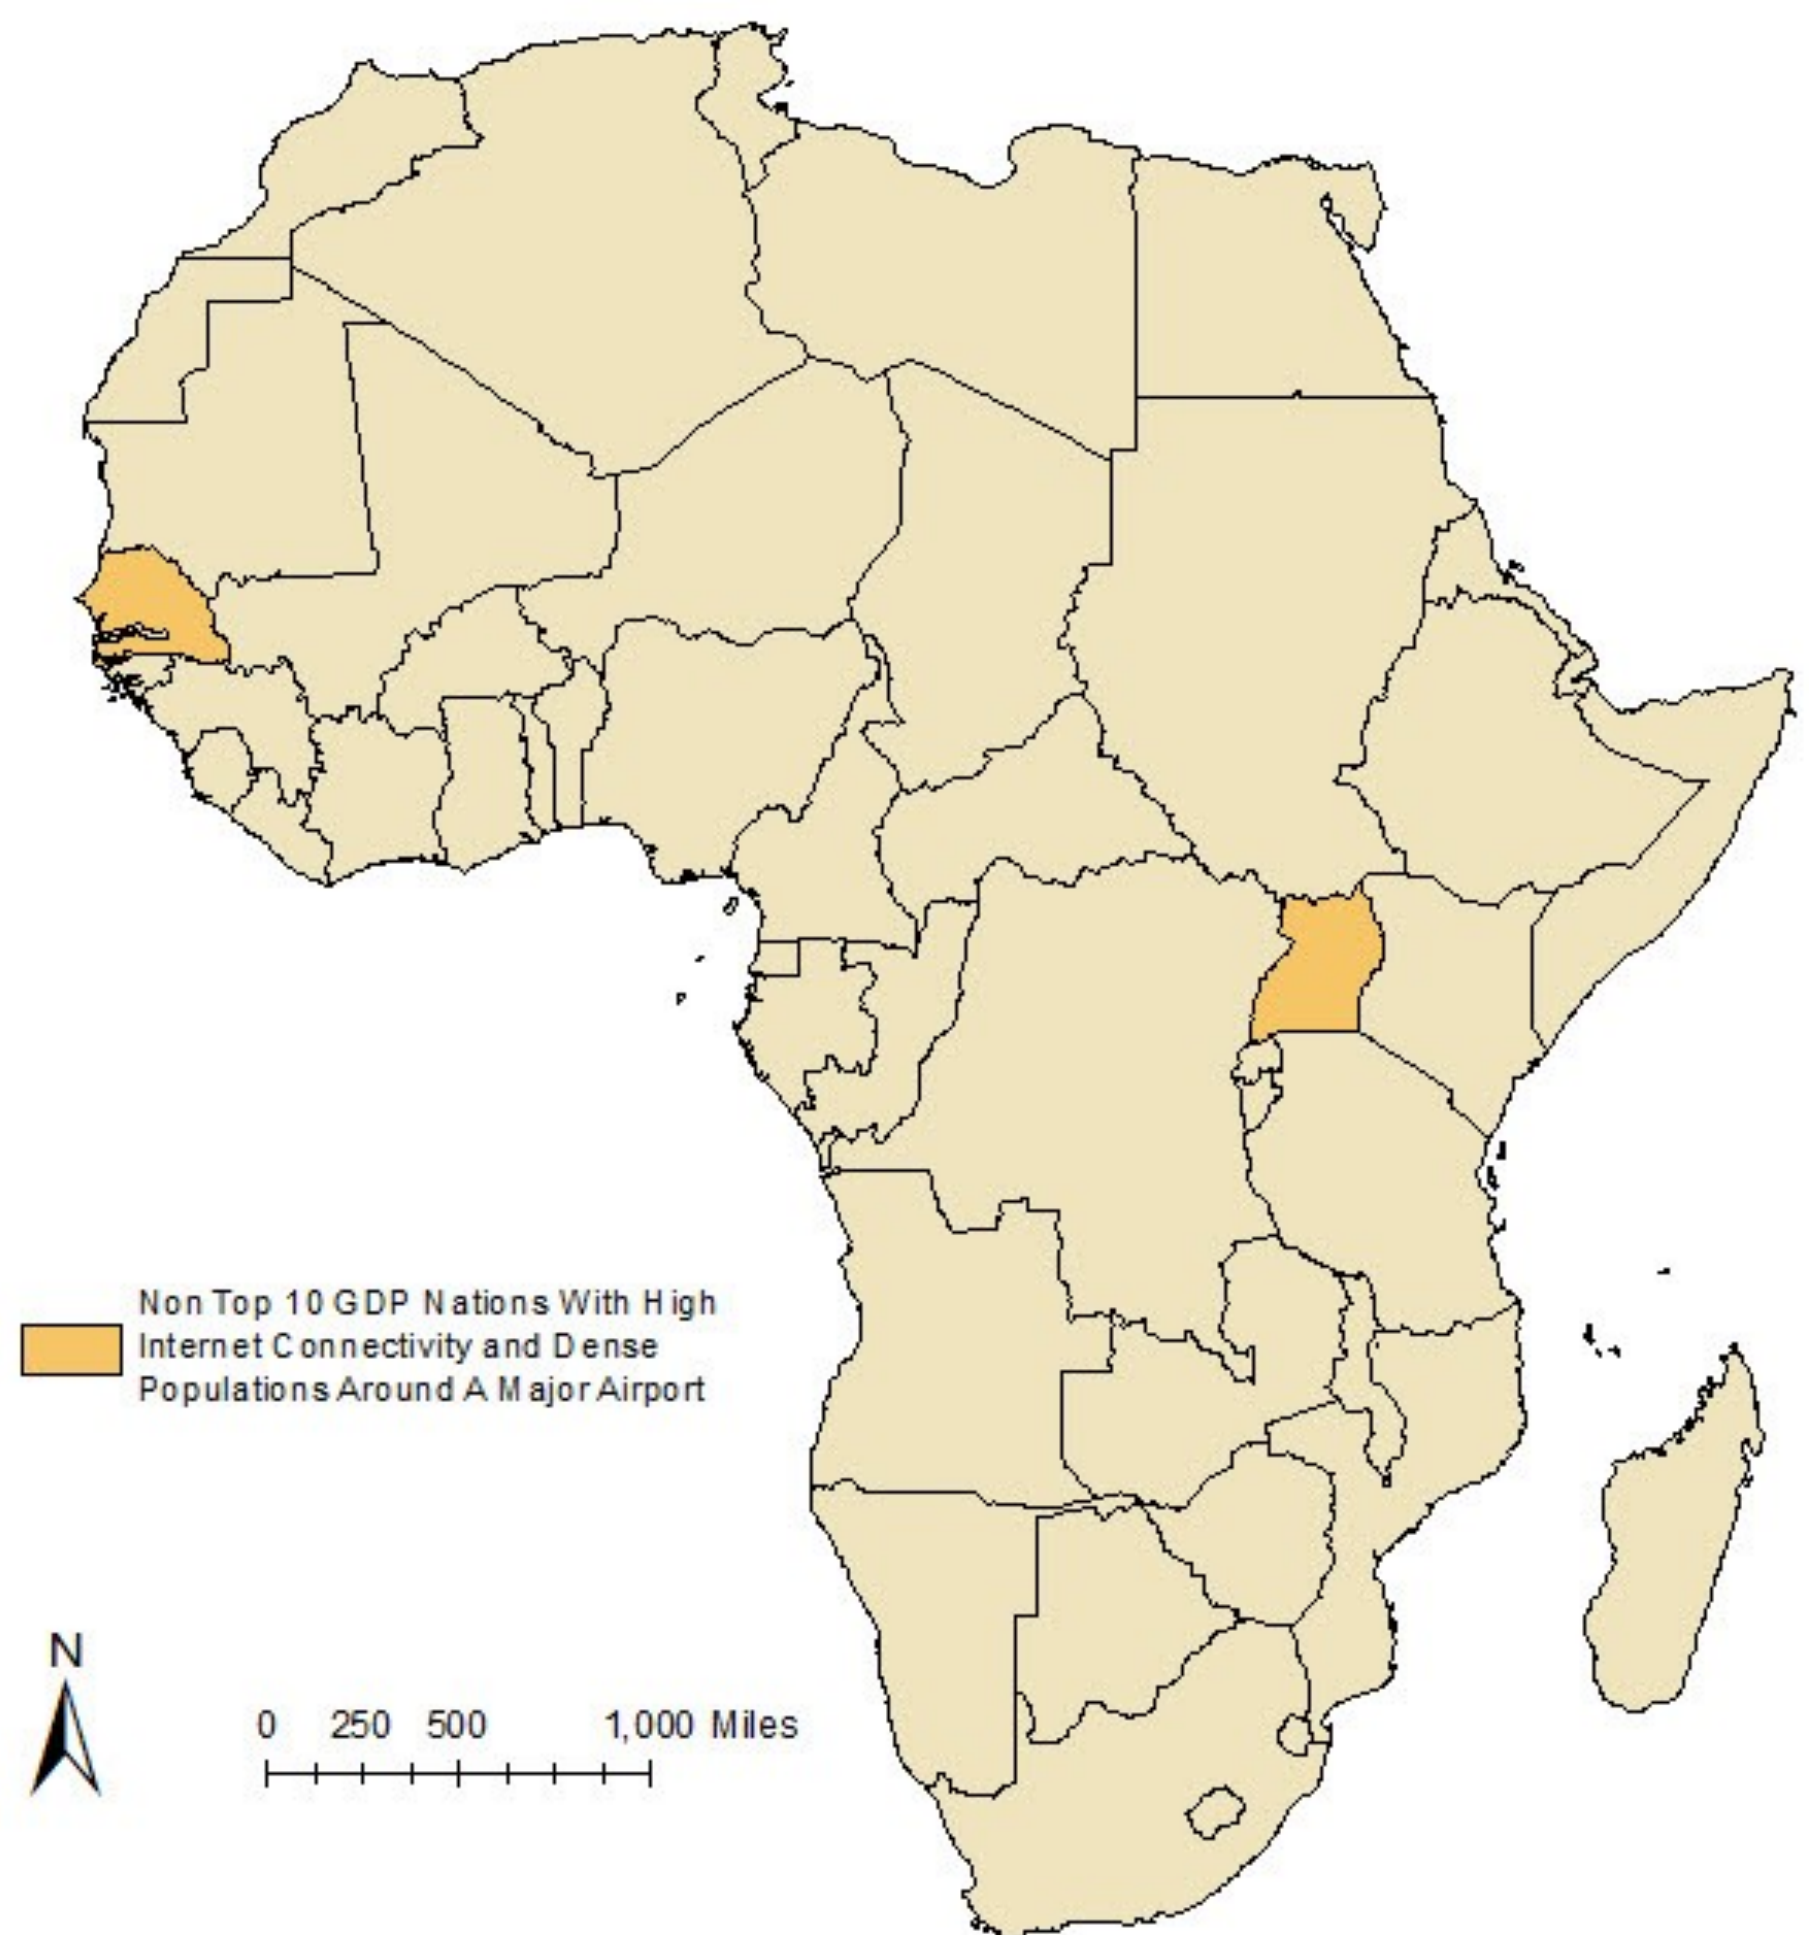 Non Top 10 GDP Nations With High
Internet Connectivity and Dense
Populations Around A Major Airport
N
0 250 500 1,000 Miles